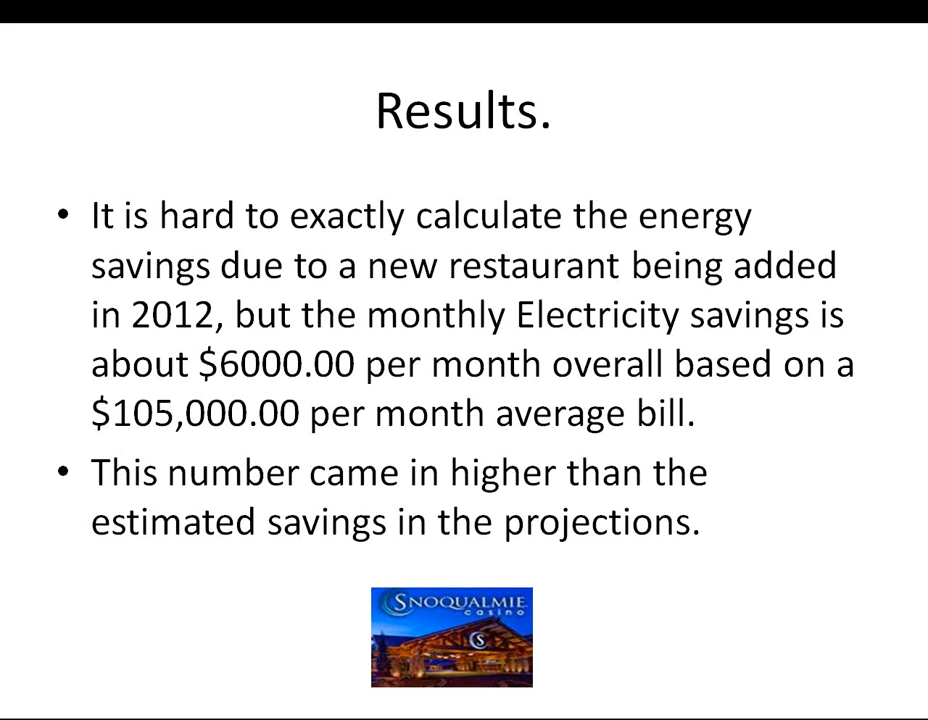 Results.
• It is hard to exactly calculate the energy
savings due to a new restaurant being added
in 2012, but the monthly Electricity savings is
about $6000.00 per month overall based on a
$105,000.00 per month average bill.
• This number came in higher than the
estimated savings in the projections.
SNOQUALMIE
casino
S